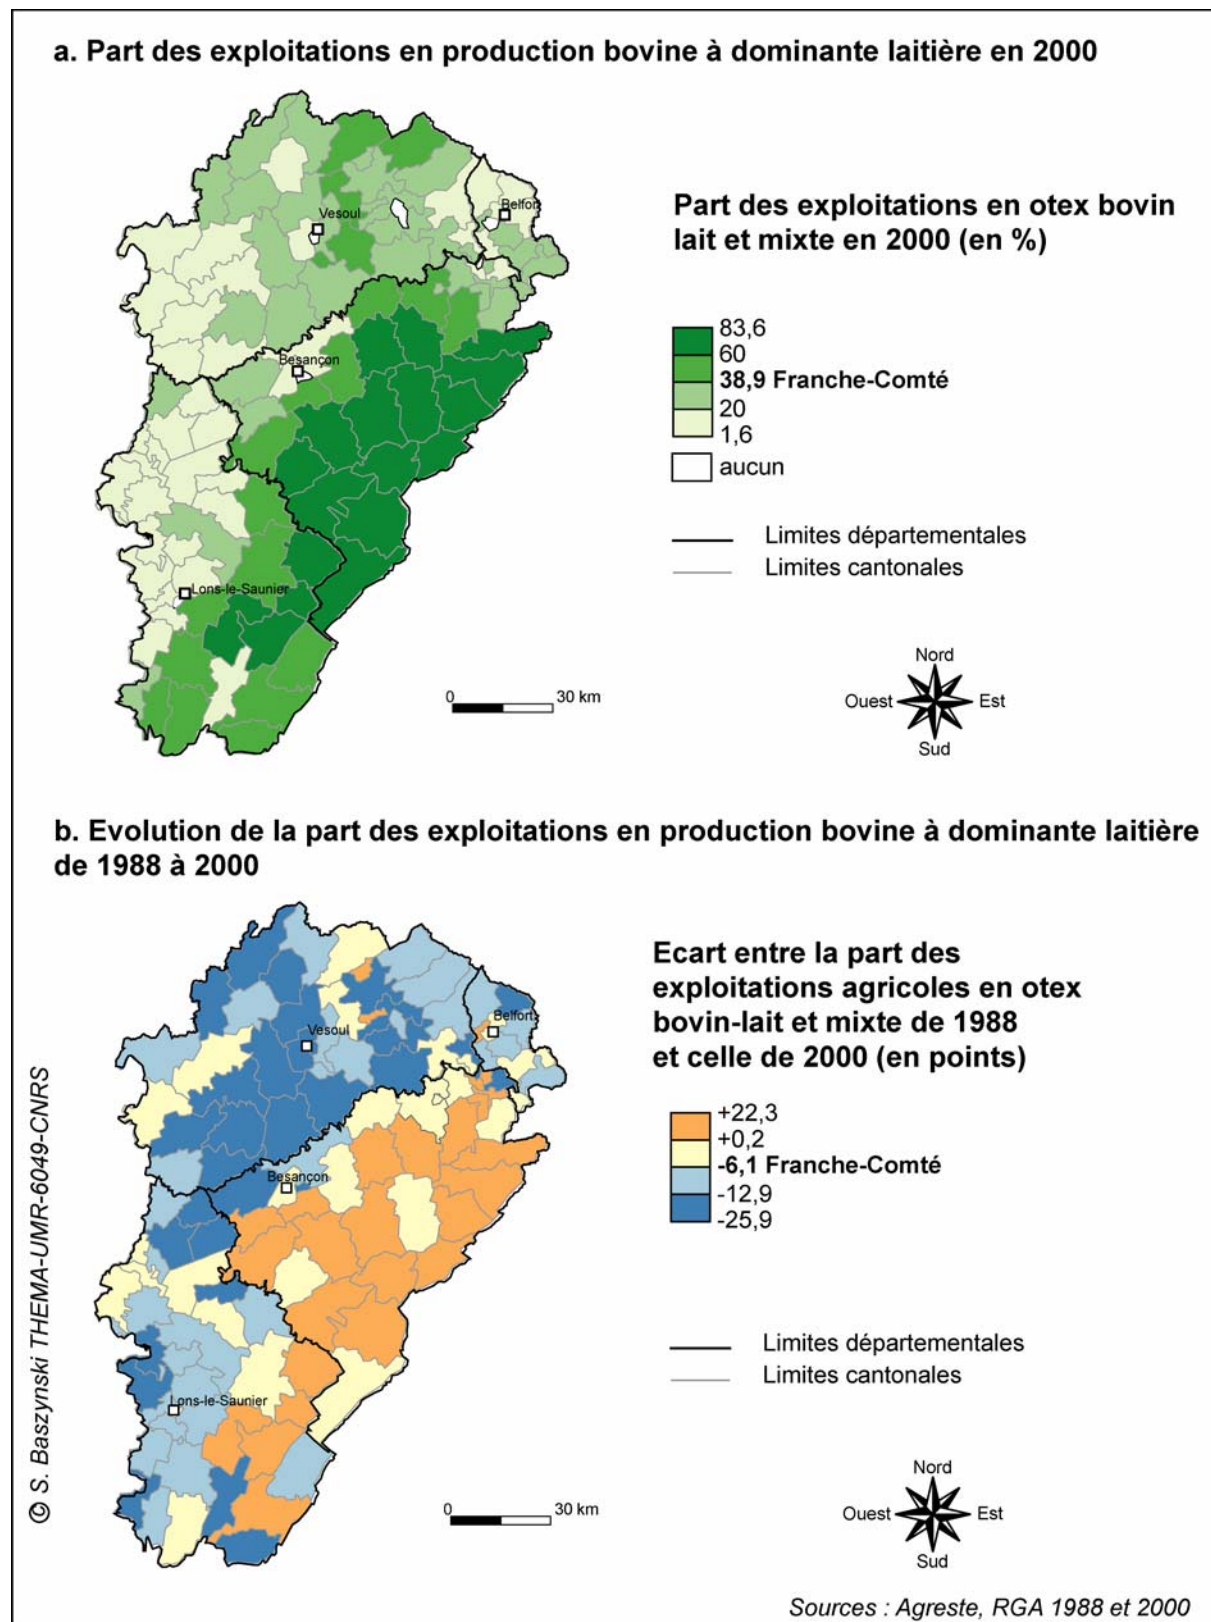 a. Part des exploitations en production bovine à dominante laitière en 2000
Vesoul
Belfort
Besançon
Lons-le-Saunier
Part des exploitations en otex bovin
lait et mixte en 2000 (en %)
83,6
60
38,9 Franche-Comté
20
1,6
aucun
Limites départementales
Limites cantonales
0 30 km
Nord
Ouest Est
Sud
b. Evolution de la part des exploitations en production bovine à dominante laitière
de 1988 à 2000
Vesoul
Belfort
Besançon
Lons-le-Saunier
Ecart entre la part des
exploitations agricoles en otex
bovin-lait et mixte de 1988
et celle de 2000 (en points)
+22,3
+0,2
-6,1 Franche-Comté
-12,9
-25,9
Limites départementales
Limites cantonales
0 30 km
Nord
Ouest Est
Sud
© S. Baszynski THEMA-UMR-6049-CNRS
Sources : Agreste, RGA 1988 et 2000